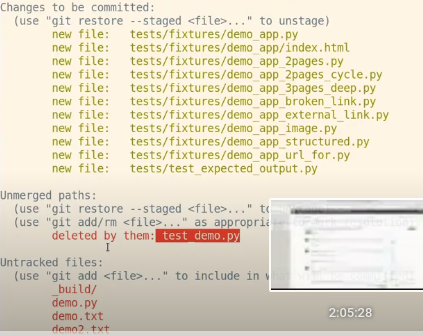 Changes to be committed:
(use "git restore --staged <file>..." to unstage)
new file: tests/fixtures/demo_app.py
new file: tests/fixtures/demo_app/index.html
new file: tests/fixtures/demo_app_2pages.py
new file: tests/fixtures/demo_app_2pages_cycle.py
new file: tests/fixtures/demo_app_3pages_deep.py
new file: tests/fixtures/demo_app_broken_link.py
new file: tests/fixtures/demo_app_external_link.py
new file: tests/fixtures/demo_app_image.py
new file: tests/fixtures/demo_app_structured.py
new file: tests/fixtures/demo_app_url_for.py
new file: tests/test_expected_output.py
Unmerged paths:
(use "git restore --staged <file>..." to
(use "git add/rm <file>..." as appropria
deleted by them: test_demo.py
Untracked files:
(use "git add <file>..." to include in
_build/
demo.py
demo.txt
demo2.txt
2:05:28